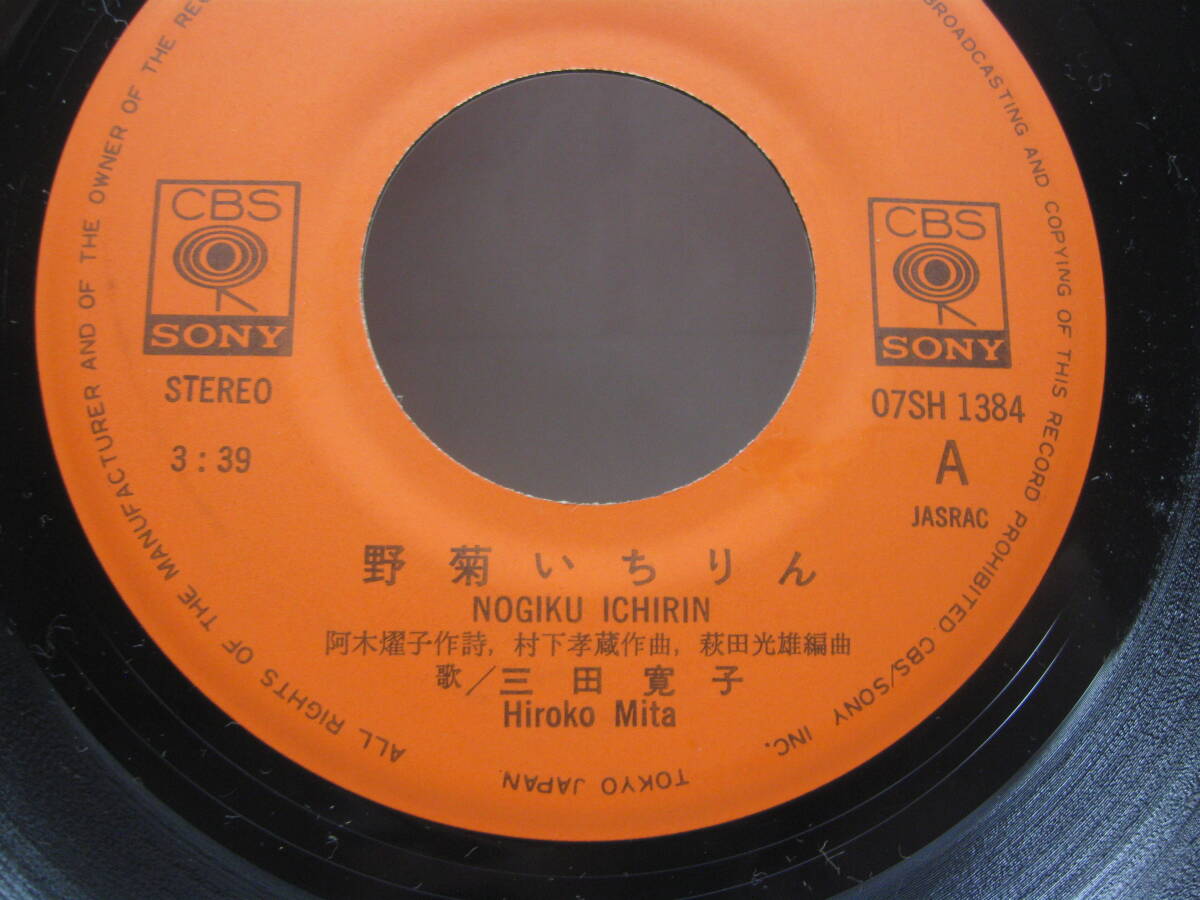 CBS
SONY
STEREO
3:39
CBS
SONY
07SH 1384
A
JASRAC
野菊いちりん
NOGIKU ICHIRIN
阿木燿子作詩, 村下孝蔵作曲, 萩田光雄編曲
歌/三田寛子
Hiroko Mita
ALL RIGHTS OF THE MANUFACTURER AND OF THE OWNER OF THE
BROADCASTING AND COPYING OF THIS RECORD PROHIBITED. CBS/SONY INC.
TOKYO JAPAN.